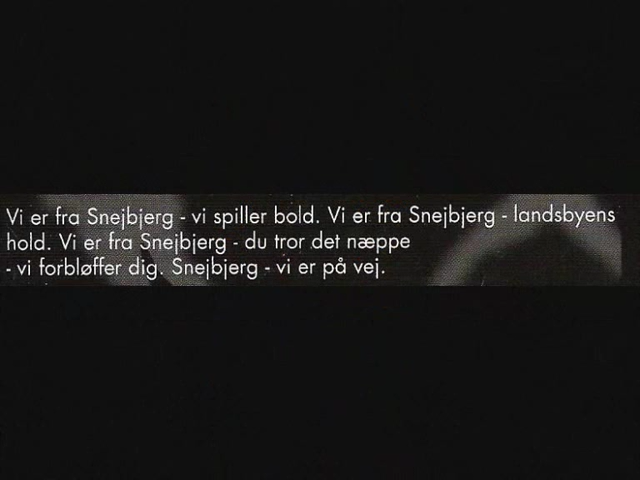 Vi er fra Snejbjerg - vi spiller bold. Vi er fra Snejbjerg - landsbyens
hold. Vi er fra Snejbjerg - du tror det næppe
- vi forbløffer dig. Snejbjerg - vi er på vej.